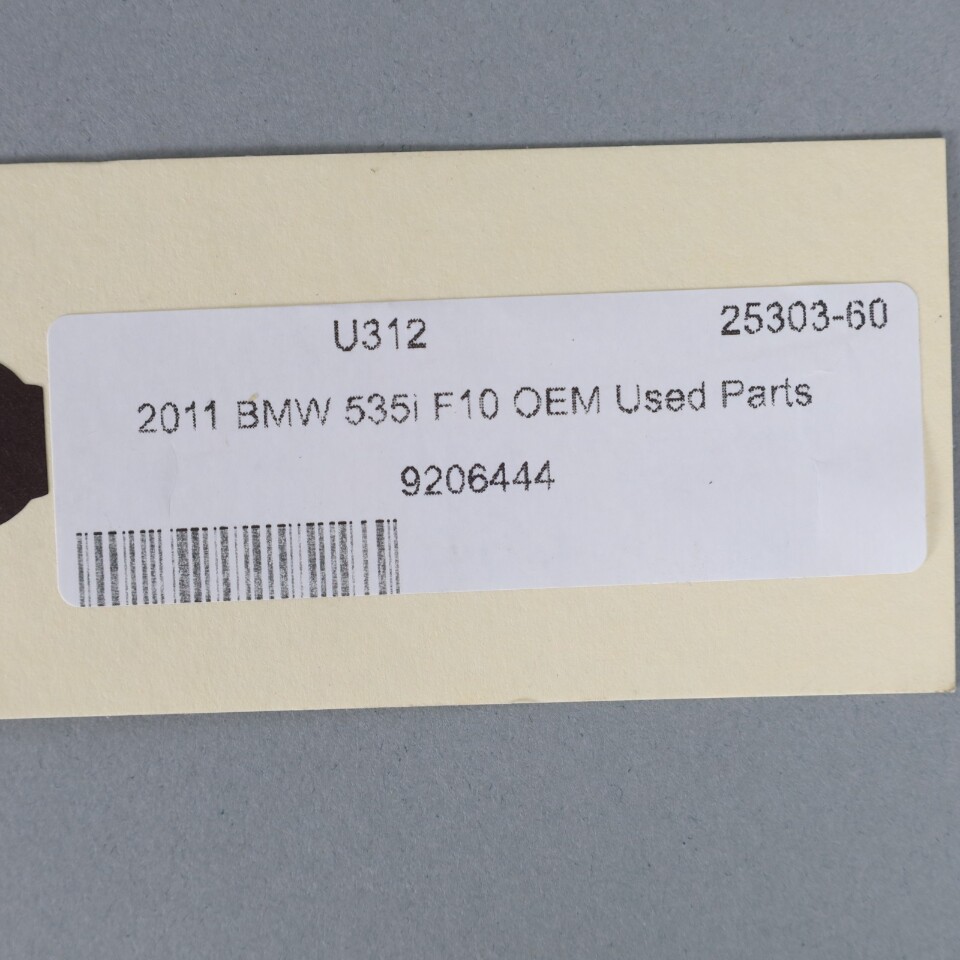 U312 25303-60
2011 BMW 535i F10 OEM Used Parts
9206444